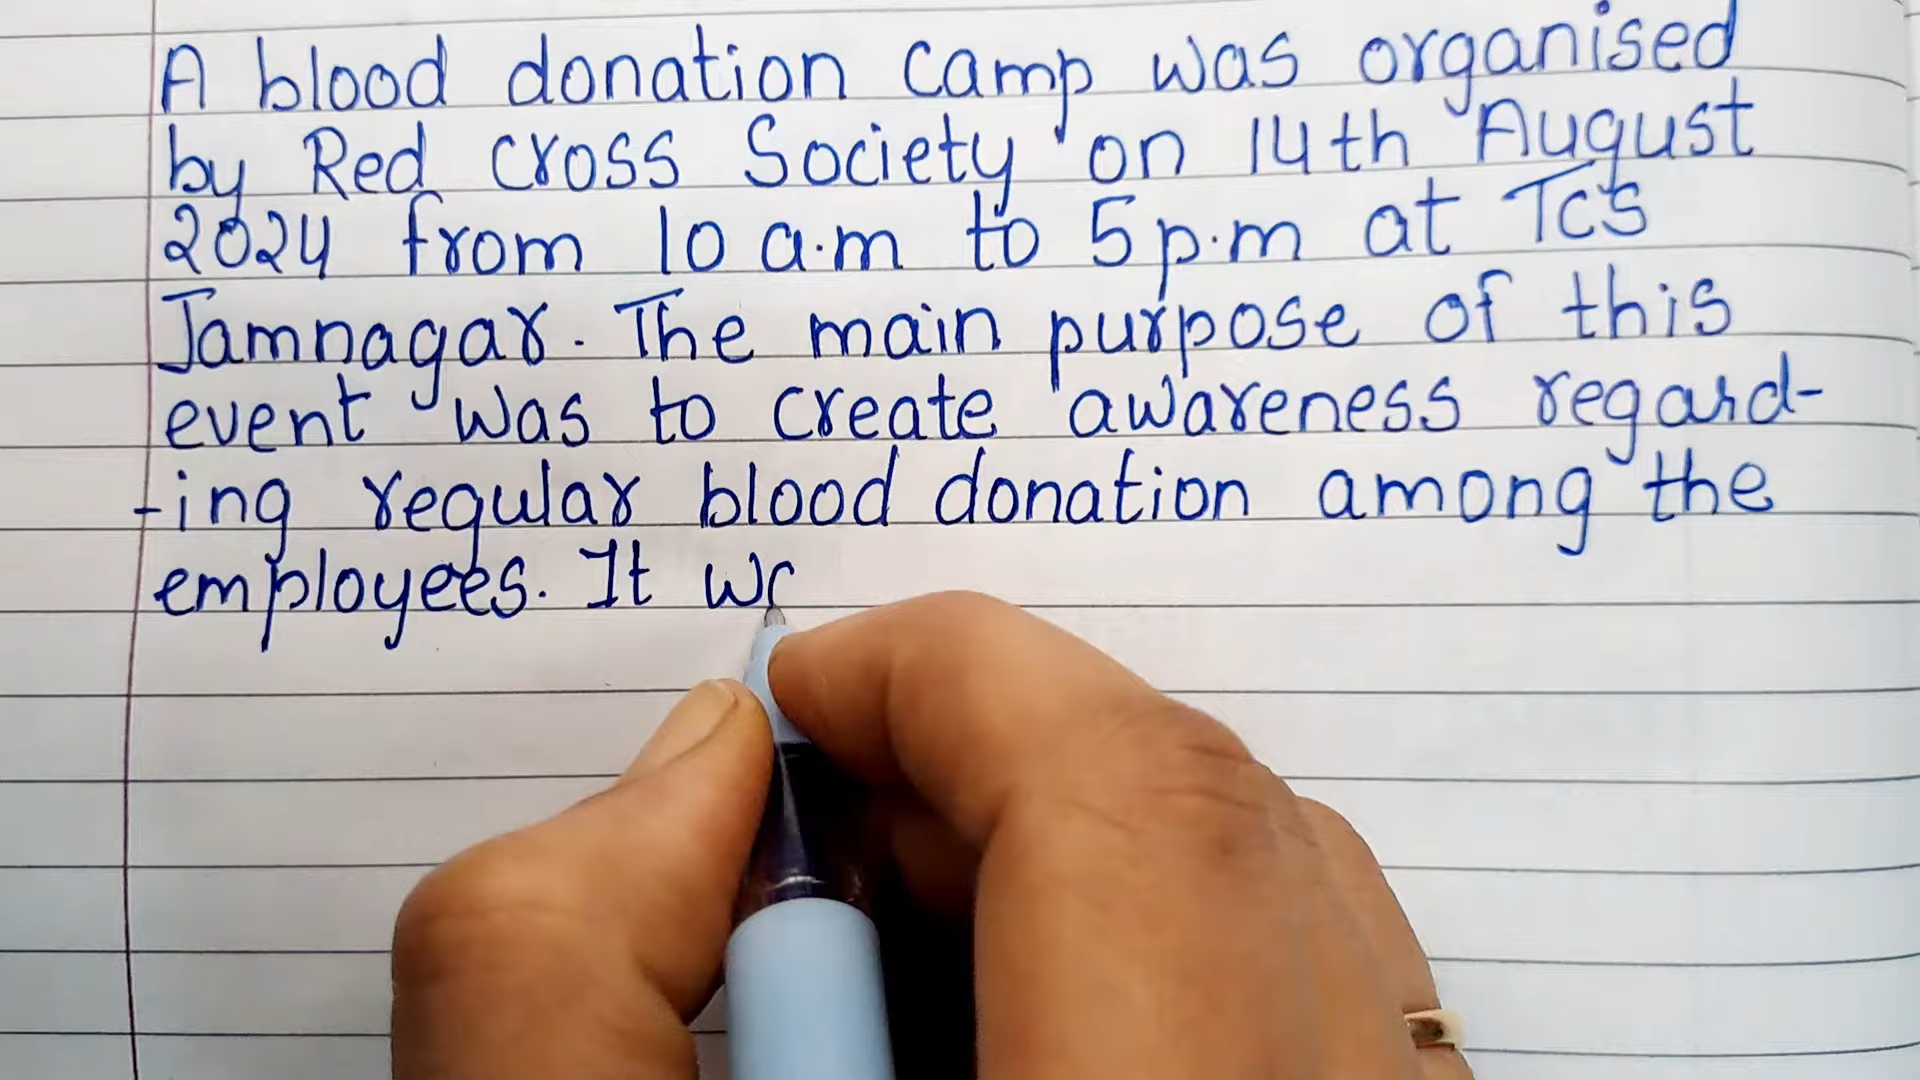 A blood donation camp was organised
by Red cross Society on 14th August
2024 from 10 a.m to 5 p.m at TCS
Jamnagar. The main purpose of this
event was to create awareness regard-
-ing regular blood donation among the
employees. It